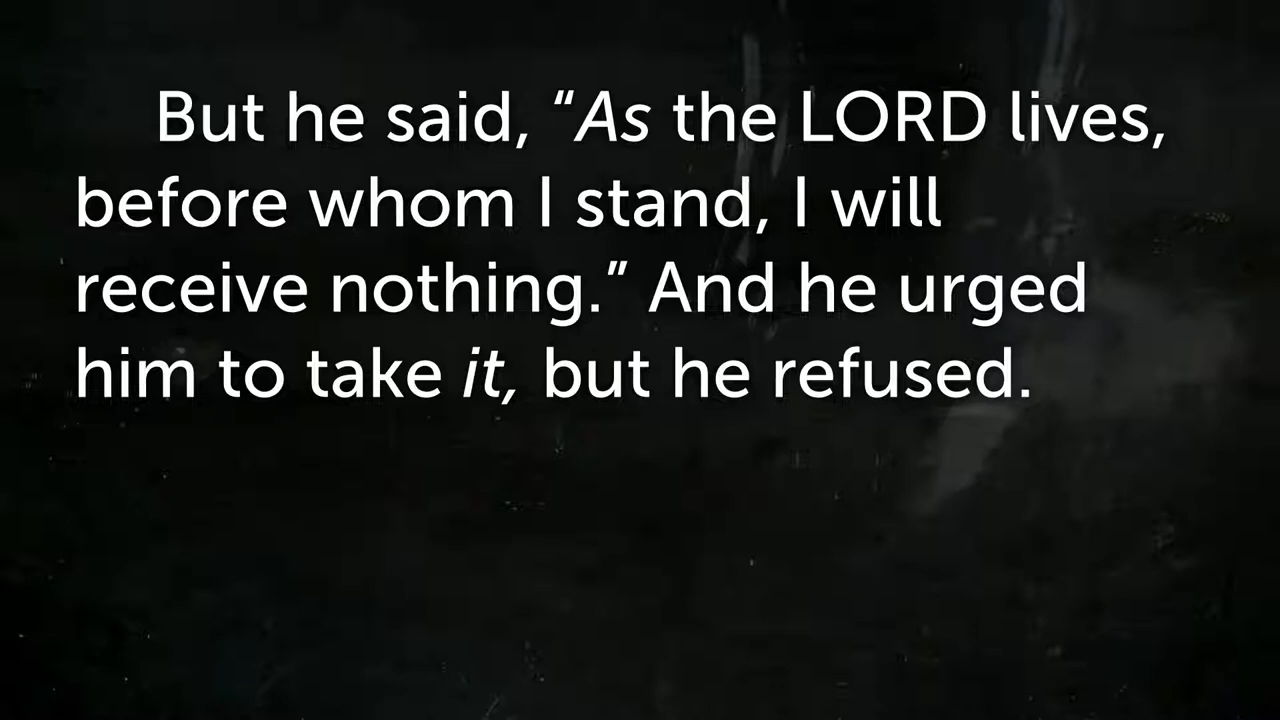 But he said, “As the LORD lives,
before whom I stand, I will
receive nothing.” And he urged
him to take it, but he refused.